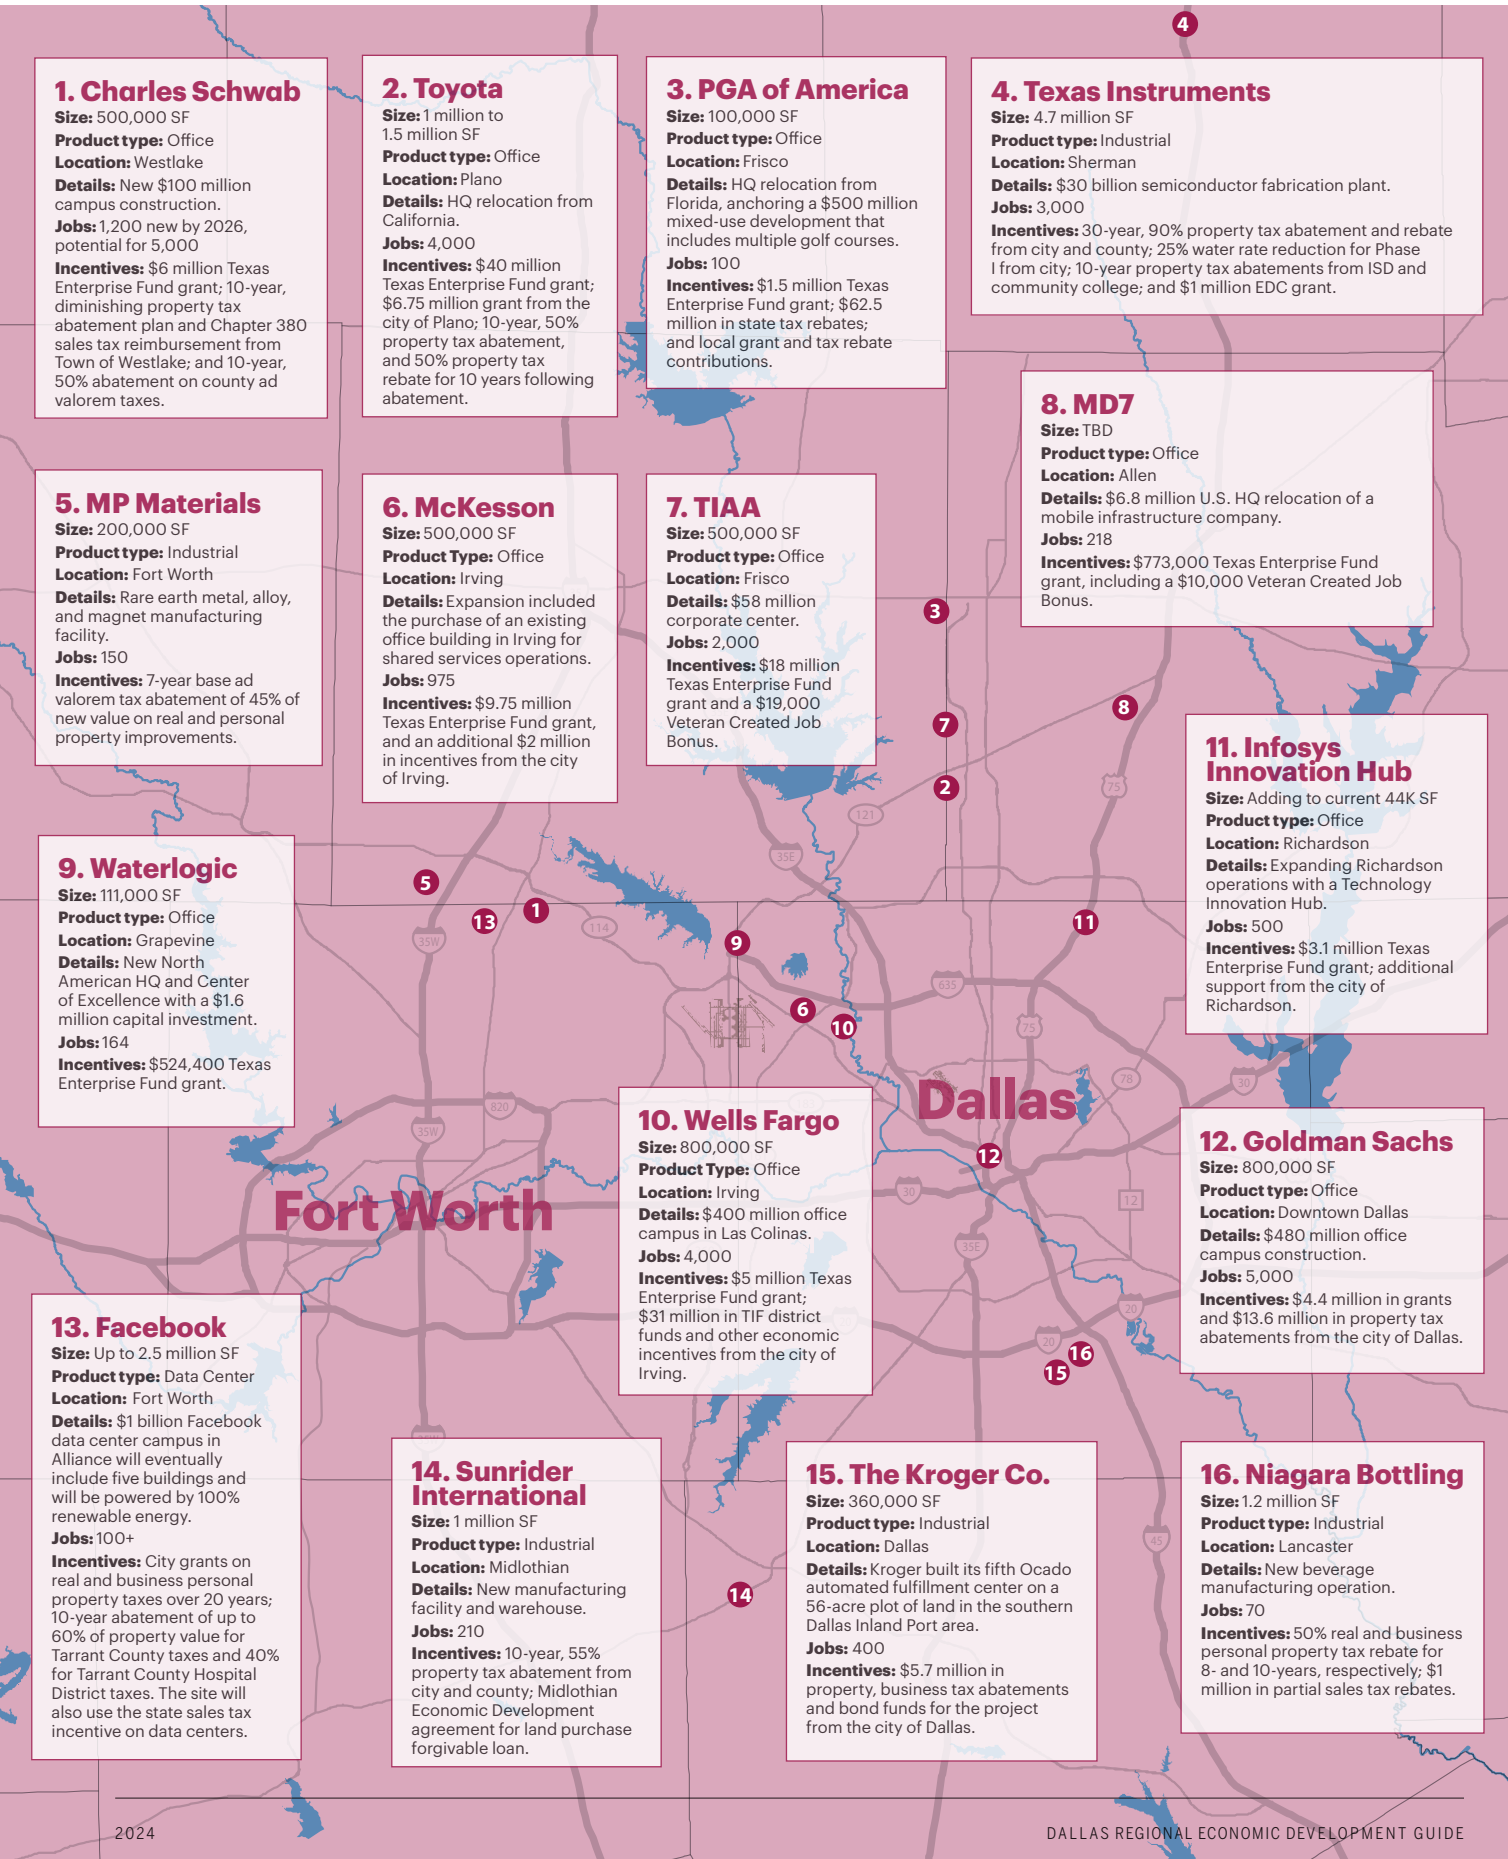 4
1. Charles Schwab
Size: 500,000 SF
Product type: Office
Location: Westlake
Details: New $100 million
campus construction.
Jobs: 1,200 new by 2026,
potential for 5,000
Incentives: $6 million Texas
Enterprise Fund grant; 10-year,
diminishing property tax
abatement plan and Chapter 380
sales tax reimbursement from
Town of Westlake; and 10-year,
50% abatement on county ad
valorem taxes.
2. Toyota
Size: 1 million to
1.5 million SF
Product type: Office
Location: Plano
Details: HQ relocation from
California.
Jobs: 4,000
Incentives: $40 million
Texas Enterprise Fund grant;
$6.75 million grant from the
city of Plano; 10-year, 50%
property tax abatement,
and 50% property tax
rebate for 10 years following
abatement.
3. PGA of America
Size: 100,000 SF
Product type: Office
Location: Frisco
Details: HQ relocation from
Florida, anchoring a $500 million
mixed-use development that
includes multiple golf courses.
Jobs: 100
Incentives: $1.5 million Texas
Enterprise Fund grant; $62.5
million in state tax rebates;
and local grant and tax rebate
contributions.
4. Texas Instruments
Size: 4.7 million SF
Product type: Industrial
Location: Sherman
Details: $30 billion semiconductor fabrication plant.
Jobs: 3,000
Incentives: 30-year, 90% property tax abatement and rebate
from city and county; 25% water rate reduction for Phase
I from city; 10-year property tax abatements from ISD and
community college; and $1 million EDC grant.
5. MP Materials
Size: 200,000 SF
Product type: Industrial
Location: Fort Worth
Details: Rare earth metal, alloy,
and magnet manufacturing
facility.
Jobs: 150
Incentives: 7-year base ad
valorem tax abatement of 45% of
new value on real and personal
property improvements.
6. McKesson
Size: 500,000 SF
Product Type: Office
Location: Irving
Details: Expansion included
the purchase of an existing
office building in Irving for
shared services operations.
Jobs: 975
Incentives: $9.75 million
Texas Enterprise Fund grant,
and an additional $2 million
in incentives from the city
of Irving.
7. TIAA
Size: 500,000 SF
Product type: Office
Location: Frisco
Details: $58 million
corporate center.
Jobs: 2,000
Incentives: $18 million
Texas Enterprise Fund
grant and a $19,000
Veteran Created Job
Bonus.
8. MD7
Size: TBD
Product type: Office
Location: Allen
Details: $6.8 million U.S. HQ relocation of a
mobile infrastructure company.
Jobs: 218
Incentives: $773,000 Texas Enterprise Fund
grant, including a $10,000 Veteran Created Job
Bonus.
3
8
7
2
75
121
35E
9. Waterlogic
Size: 111,000 SF
Product type: Office
Location: Grapevine
Details: New North
American HQ and Center
of Excellence with a $1.6
million capital investment.
Jobs: 164
Incentives: $524,400 Texas
Enterprise Fund grant.
5
13
1
35W
114
9
11
635
6
10
75
11. Infosys
Innovation Hub
Size: Adding to current 44K SF
Product type: Office
Location: Richardson
Details: Expanding Richardson
operations with a Technology
Innovation Hub.
Jobs: 500
Incentives: $3.1 million Texas
Enterprise Fund grant; additional
support from the city of
Richardson.
820
35W
Fort Worth
Dallas
78
30
12
30
12
35E
20
20
16
15
10. Wells Fargo
Size: 800,000 SF
Product Type: Office
Location: Irving
Details: $400 million office
campus in Las Colinas.
Jobs: 4,000
Incentives: $5 million Texas
Enterprise Fund grant;
$31 million in TIF district
funds and other economic
incentives from the city of
Irving.
12. Goldman Sachs
Size: 800,000 SF
Product type: Office
Location: Downtown Dallas
Details: $480 million office
campus construction.
Jobs: 5,000
Incentives: $4.4 million in grants
and $13.6 million in property tax
abatements from the city of Dallas.
13. Facebook
Size: Up to 2.5 million SF
Product type: Data Center
Location: Fort Worth
Details: $1 billion Facebook
data center campus in
Alliance will eventually
include five buildings and
will be powered by 100%
renewable energy.
Jobs: 100+
Incentives: City grants on
real and business personal
property taxes over 20 years;
10-year abatement of up to
60% of property value for
Tarrant County taxes and 40%
for Tarrant County Hospital
District taxes. The site will
also use the state sales tax
incentive on data centers.
14. Sunrider
International
Size: 1 million SF
Product type: Industrial
Location: Midlothian
Details: New manufacturing
facility and warehouse.
Jobs: 210
Incentives: 10-year, 55%
property tax abatement from
city and county; Midlothian
Economic Development
agreement for land purchase
forgivable loan.
14
15. The Kroger Co.
Size: 360,000 SF
Product type: Industrial
Location: Dallas
Details: Kroger built its fifth Ocado
automated fulfillment center on a
56-acre plot of land in the southern
Dallas Inland Port area.
Jobs: 400
Incentives: $5.7 million in
property, business tax abatements
and bond funds for the project
from the city of Dallas.
45
16. Niagara Bottling
Size: 1.2 million SF
Product type: Industrial
Location: Lancaster
Details: New beverage
manufacturing operation.
Jobs: 70
Incentives: 50% real and business
personal property tax rebate for
8- and 10-years, respectively; $1
million in partial sales tax rebates.
2024
DALLAS REGIONAL ECONOMIC DEVELOPMENT GUIDE